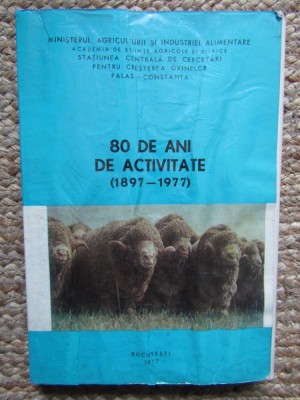 MINISTERUL AGRICULTURII ȘI INDUSTRIEI ALIMENTARE
ACADEMIA DE ȘTIINȚE AGRICOLE ȘI SILVICE
STAȚIUNEA CENTRALĂ DE CERCETĂRI
PENTRU CREȘTEREA OVINELOR
PALAS - CONSTANȚA
80 DE ANI
DE ACTIVITATE
(1897—1977)
BUCUREȘTI
1977